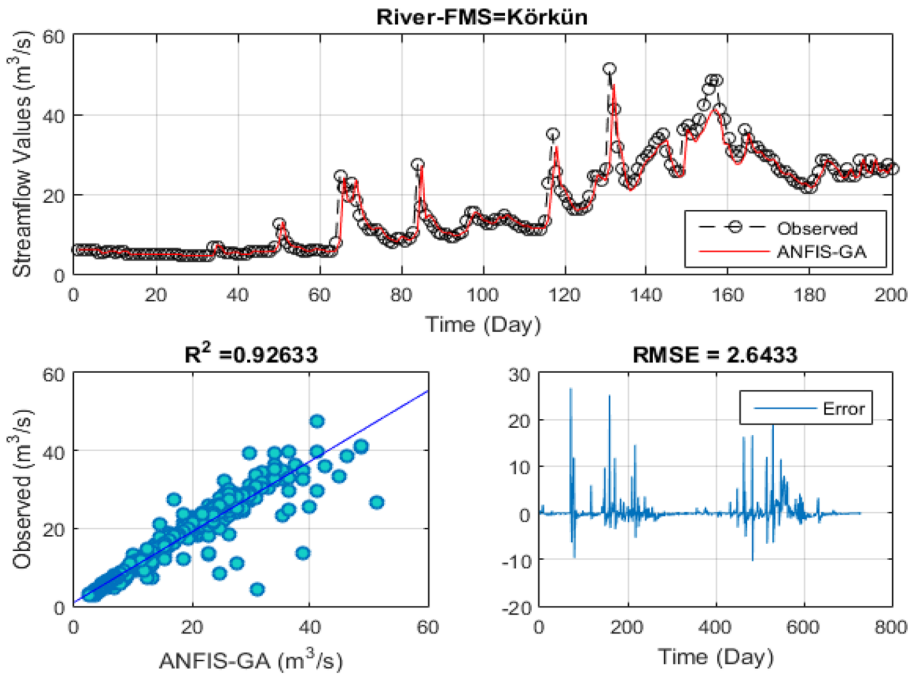 River-FMS=Körkün
Streamflow Values (m³/s)
60
40
20
0
0 20 40 60 80 100 120 140 160 180 200
Time (Day)
Observed
ANFIS-GA
R² =0.92633
Observed (m³/s)
60
40
20
0
0 20 40 60
ANFIS-GA (m³/s)
RMSE = 2.6433
30
20
10
0
-10
-20
0 200 400 600 800
Time (Day)
Error